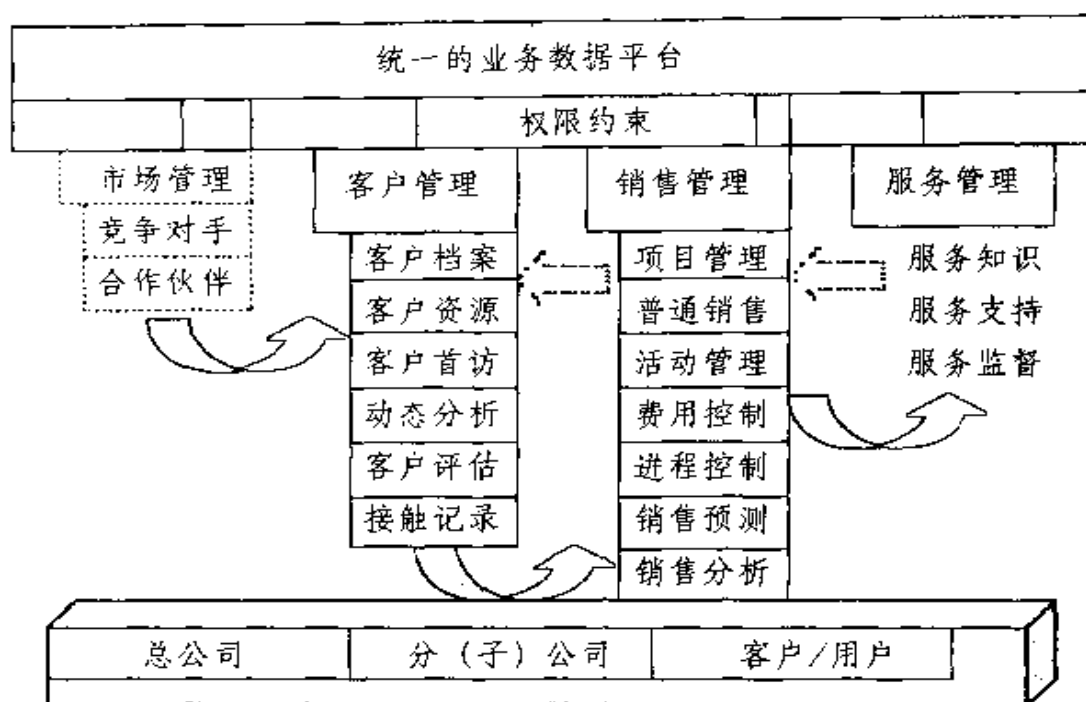 统一的业务数据平台
权限约束
市场管理
竞争对手
合作伙伴
客户管理
客户档案
客户资源
客户首访
动态分析
客户评估
接触记录
销售管理
项目管理
普通销售
活动管理
费用控制
进程控制
销售预测
销售分析
服务管理
服务知识
服务支持
服务监督
总公司 分（子）公司 客户/用户